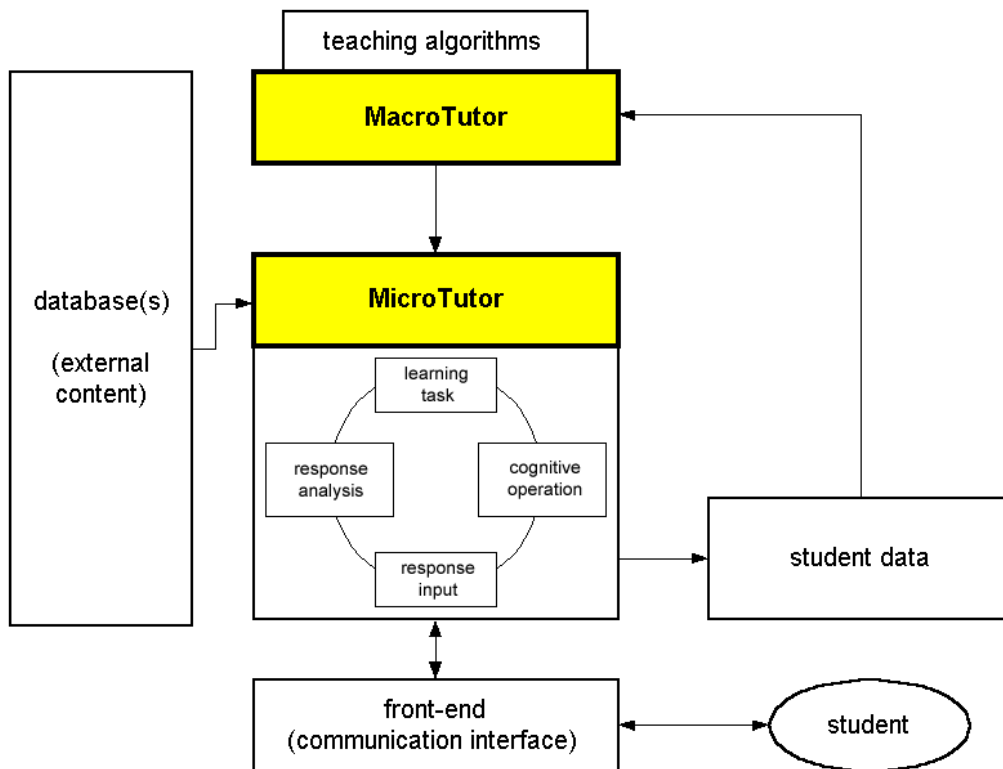 teaching algorithms
MacroTutor
database(s)
(external
content)
MicroTutor
learning
task
response
analysis
cognitive
operation
response
input
student data
front-end
(communication interface)
student